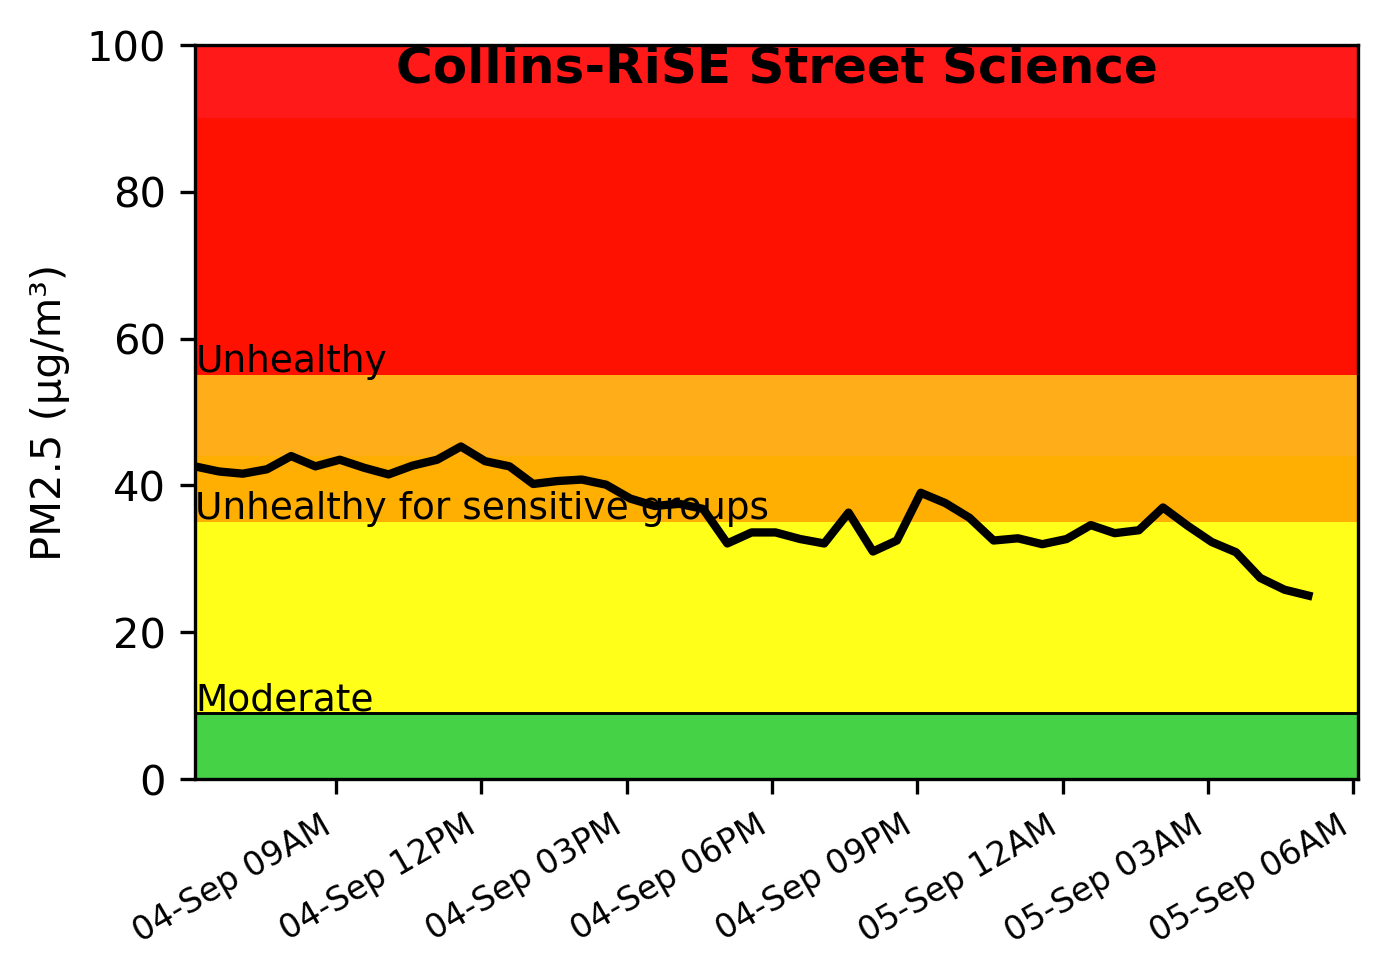 Collins-RiSE Street Science
100
80
60
40
20
0
PM2.5 (µg/m³)
Unhealthy
Unhealthy for sensitive groups
Moderate
04-Sep 09AM
04-Sep 12PM
04-Sep 03PM
04-Sep 06PM
04-Sep 09PM
05-Sep 12AM
05-Sep 03AM
05-Sep 06AM